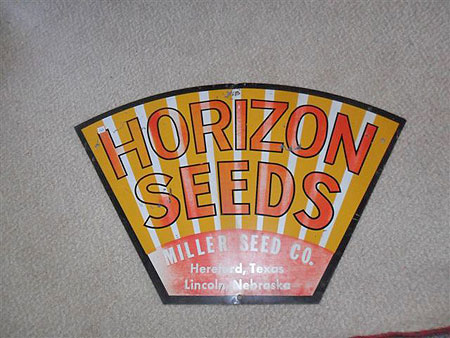 HORIZON
SEEDS
MILLER SEED CO.
Hereford, Texas
Lincoln, Nebraska